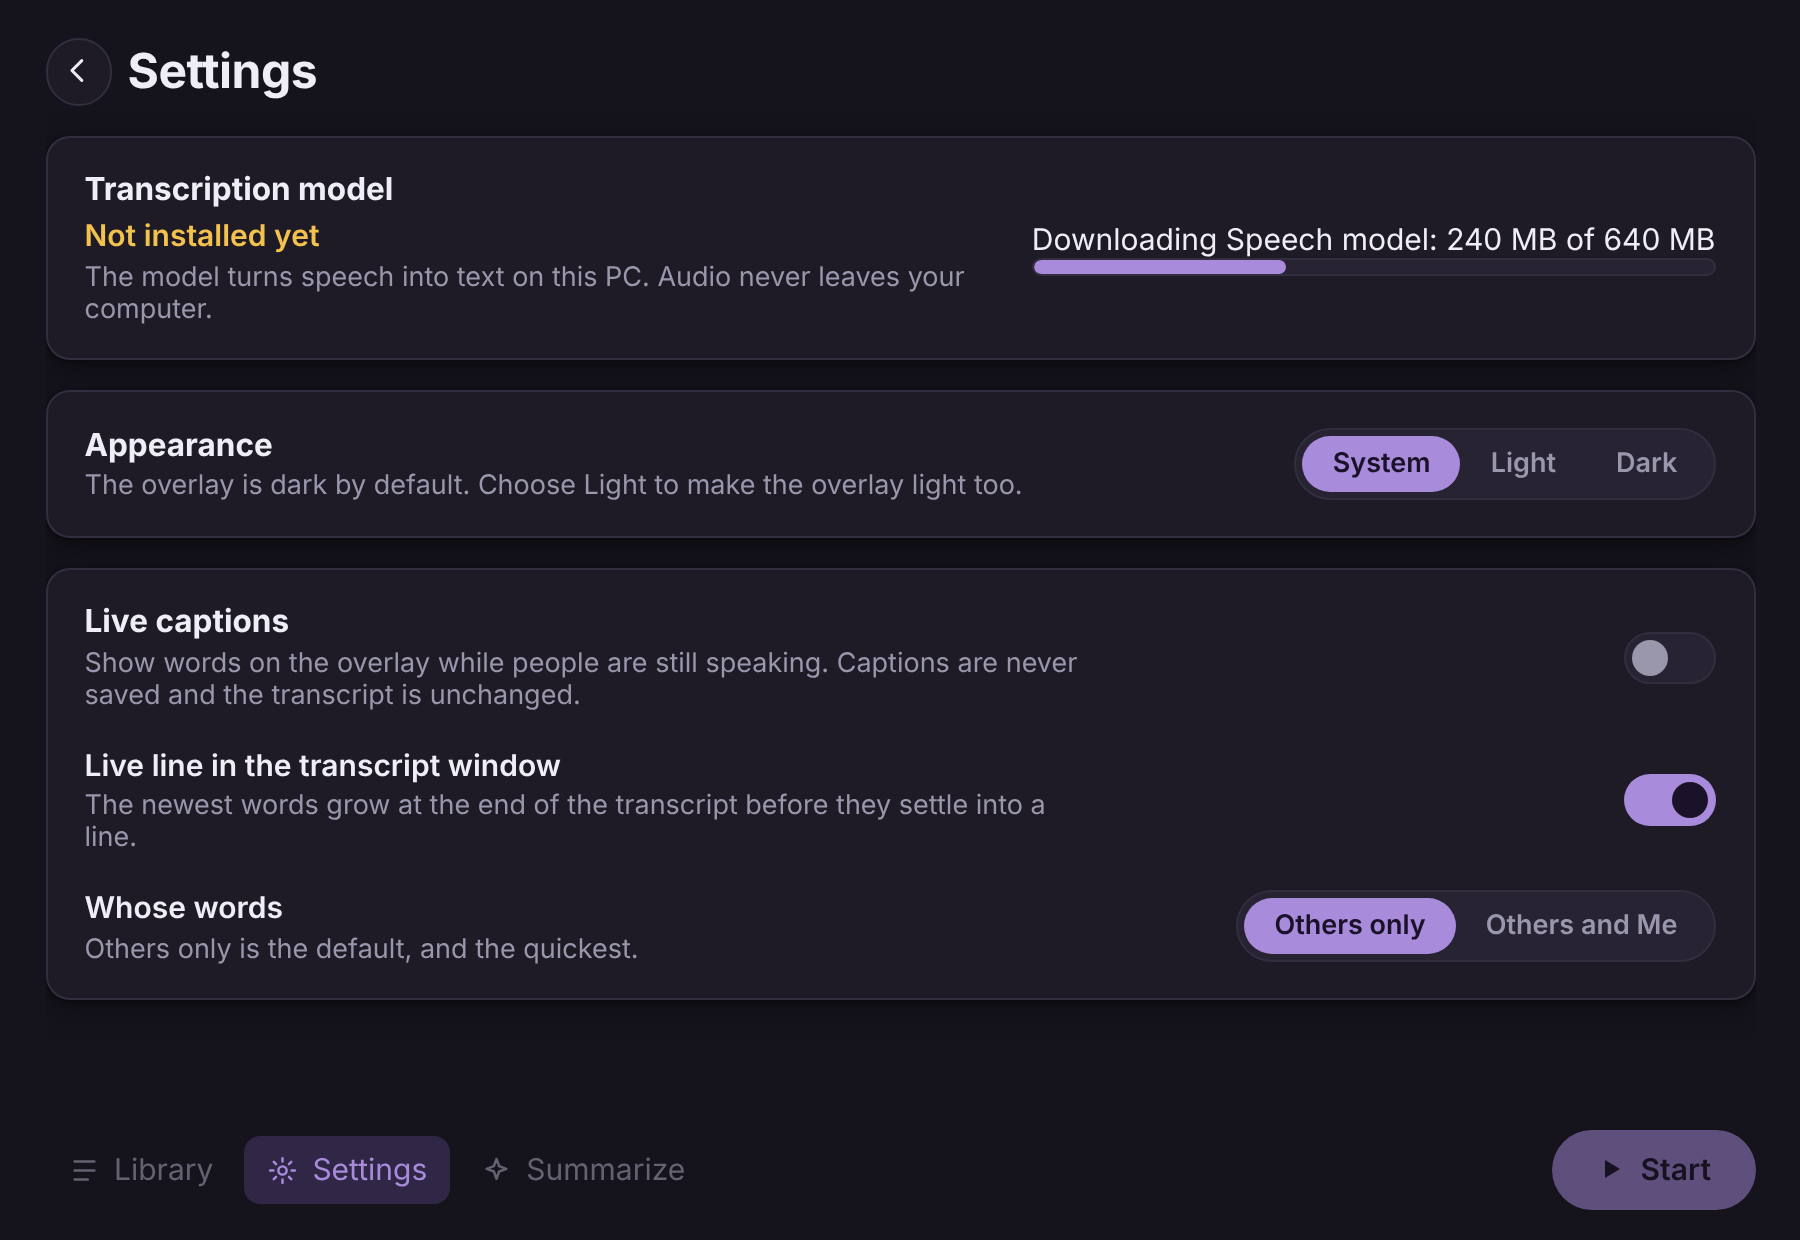 Settings
Transcription model
Not installed yet
The model turns speech into text on this PC. Audio never leaves your
computer.
Downloading Speech model: 240 MB of 640 MB
Appearance
The overlay is dark by default. Choose Light to make the overlay light too.
System Light Dark
Live captions
Show words on the overlay while people are still speaking. Captions are never
saved and the transcript is unchanged.
Live line in the transcript window
The newest words grow at the end of the transcript before they settle into a
line.
Whose words
Others only is the default, and the quickest.
Others only Others and Me
Library Settings Summarize Start